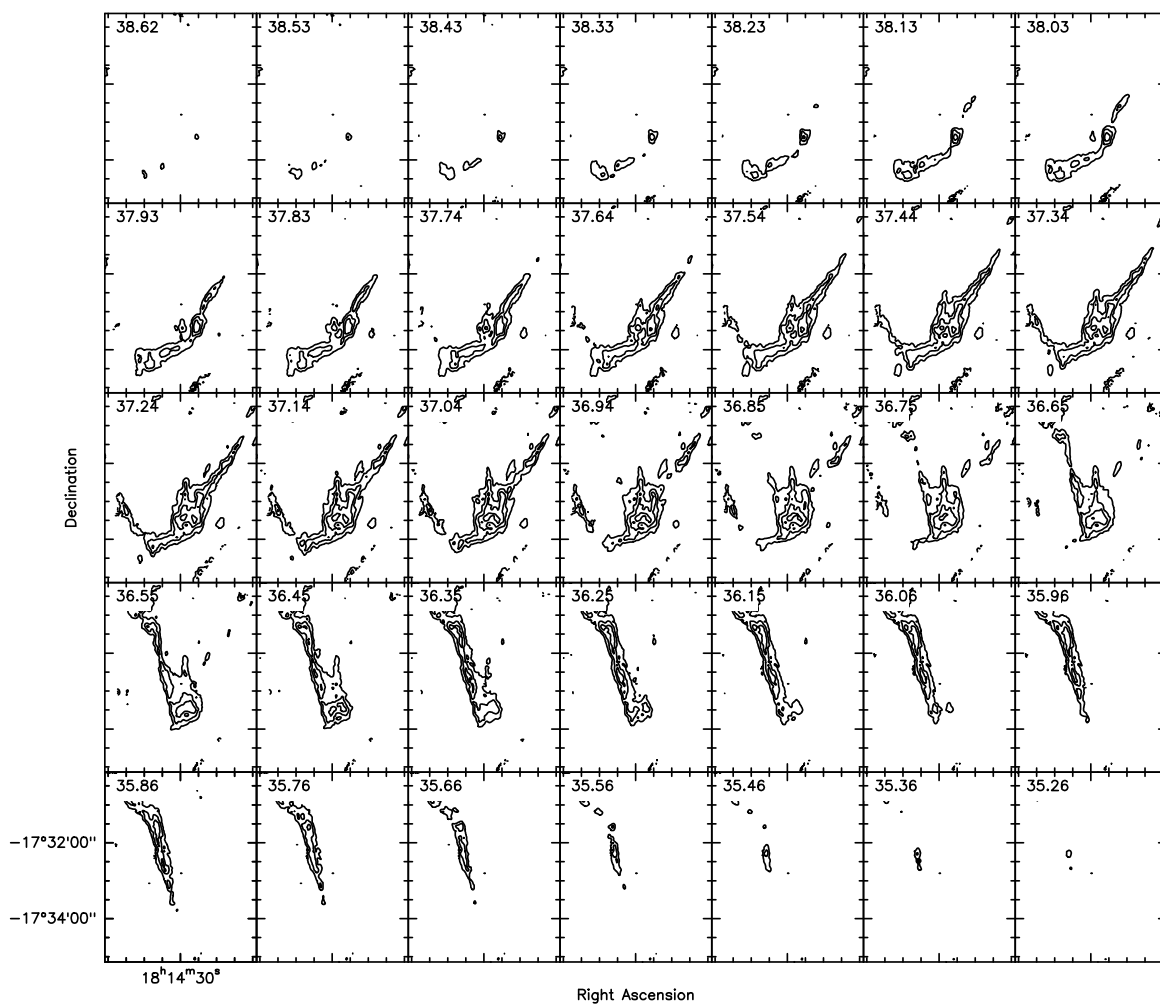 38.62 38.53 38.43 38.33 38.23 38.13 38.03
37.93 37.83 37.74 37.64 37.54 37.44 37.34
37.24 37.14 37.04 36.94 36.85 36.75 36.65
Declination
36.55 36.45 36.35 36.25 36.15 36.06 35.96
35.86 35.76 35.66 35.56 35.46 35.36 35.26
−17°32'00"
−17°34'00"
18ʰ14ᵐ30ˢ
Right Ascension